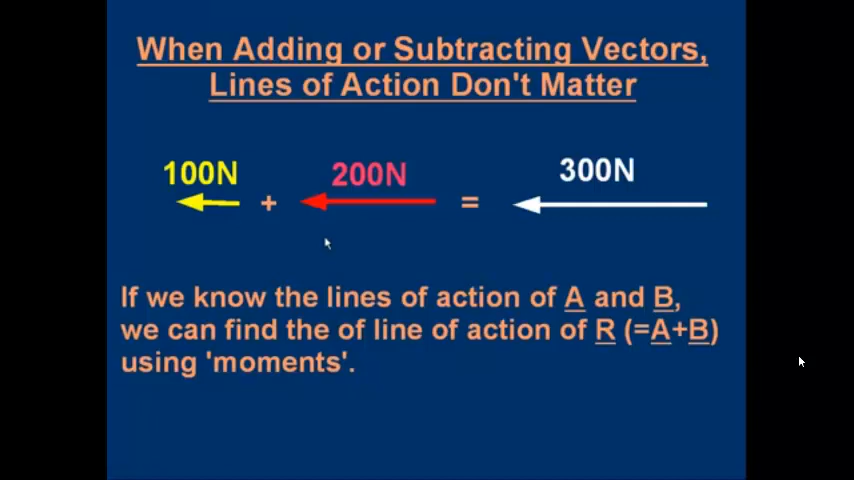 When Adding or Subtracting Vectors,
Lines of Action Don't Matter
100N + 200N = 300N
If we know the lines of action of A and B,
we can find the of line of action of R (=A+B)
using 'moments'.